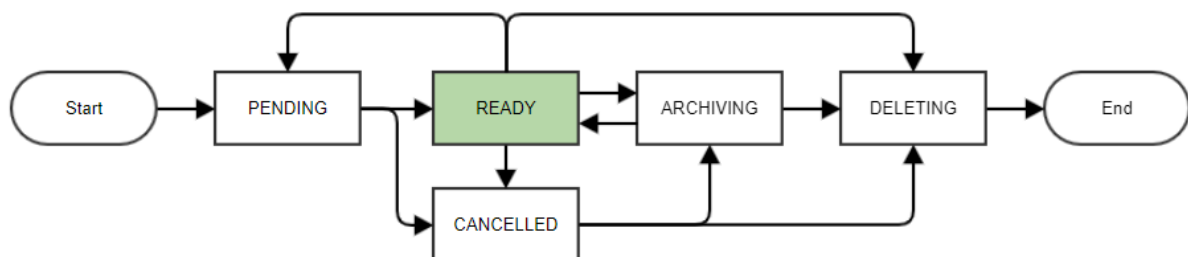 Start
PENDING
READY
ARCHIVING
DELETING
End
CANCELLED